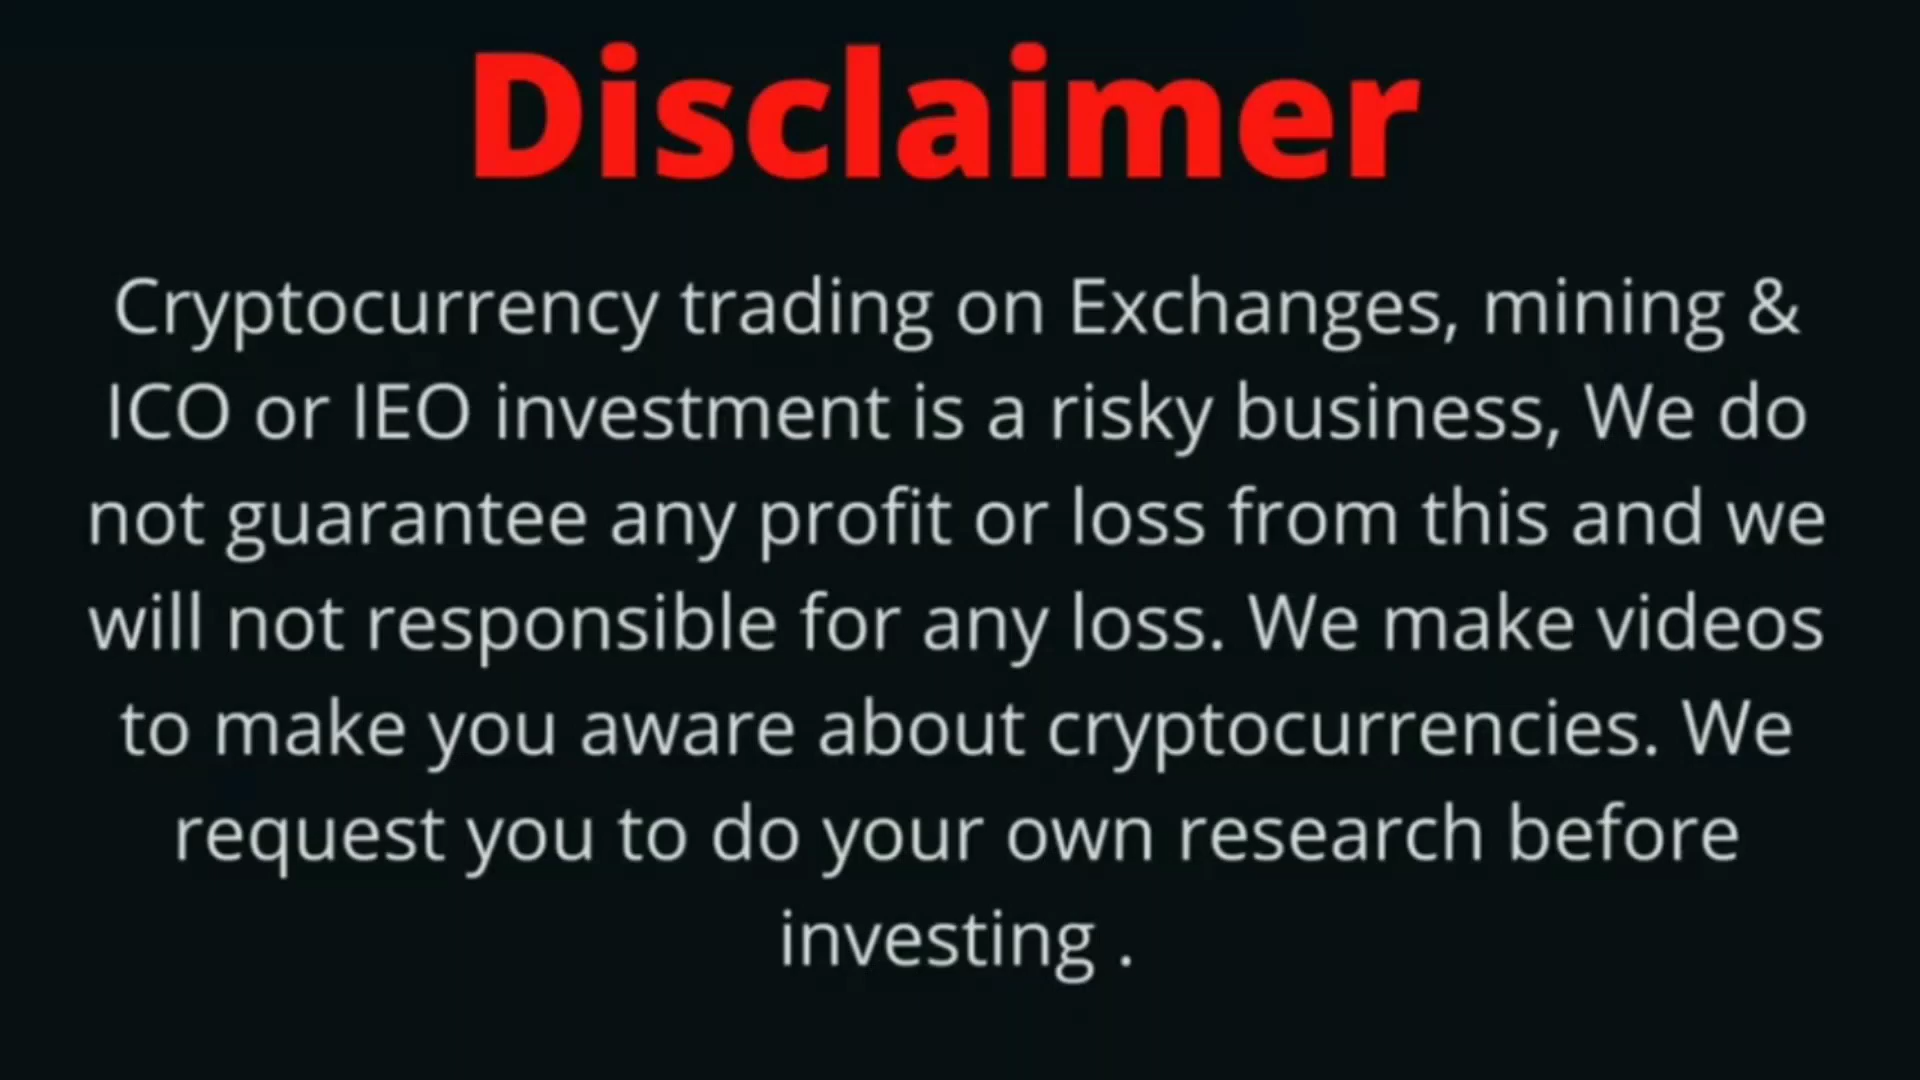 Disclaimer
Cryptocurrency trading on Exchanges, mining &
ICO or IEO investment is a risky business, We do
not guarantee any profit or loss from this and we
will not responsible for any loss. We make videos
to make you aware about cryptocurrencies. We
request you to do your own research before
investing .